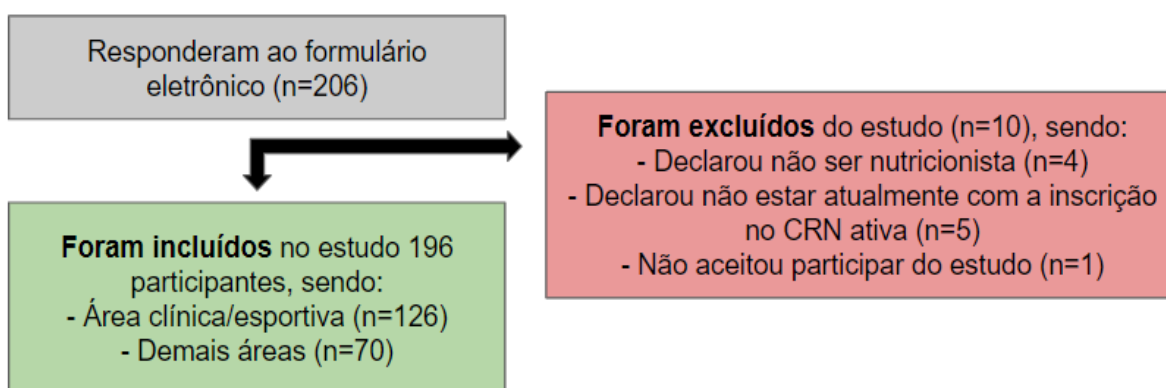 Responderam ao formulário
eletrônico (n=206)
Foram excluídos do estudo (n=10), sendo:
- Declarou não ser nutricionista (n=4)
- Declarou não estar atualmente com a inscrição
no CRN ativa (n=5)
- Não aceitou participar do estudo (n=1)
Foram incluídos no estudo 196
participantes, sendo:
- Área clínica/esportiva (n=126)
- Demais áreas (n=70)